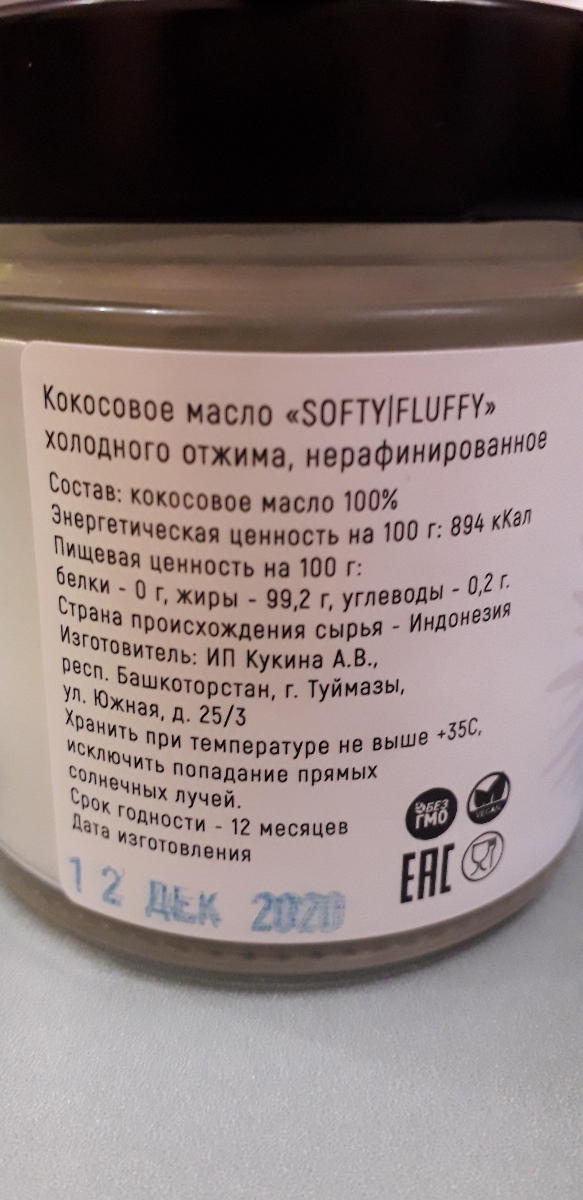 Кокосовое масло «SOFTY|FLUFFY»
холодного отжима, нерафинированное
Состав: кокосовое масло 100%
Энергетическая ценность на 100 г: 894 кКал
Пищевая ценность на 100 г:
белки - 0 г, жиры - 99,2 г, углеводы - 0,2 г.
Страна происхождения сырья - Индонезия
Изготовитель: ИП Кукина А.В.,
респ. Башкоторстан, г. Туймазы,
ул. Южная, д. 25/3
Хранить при температуре не выше +35С,
исключить попадание прямых
солнечных лучей.
Срок годности - 12 месяцев
Дата изготовления
12 ДЕК 2020
БЕЗ
ГМО
VEGAN
EAC